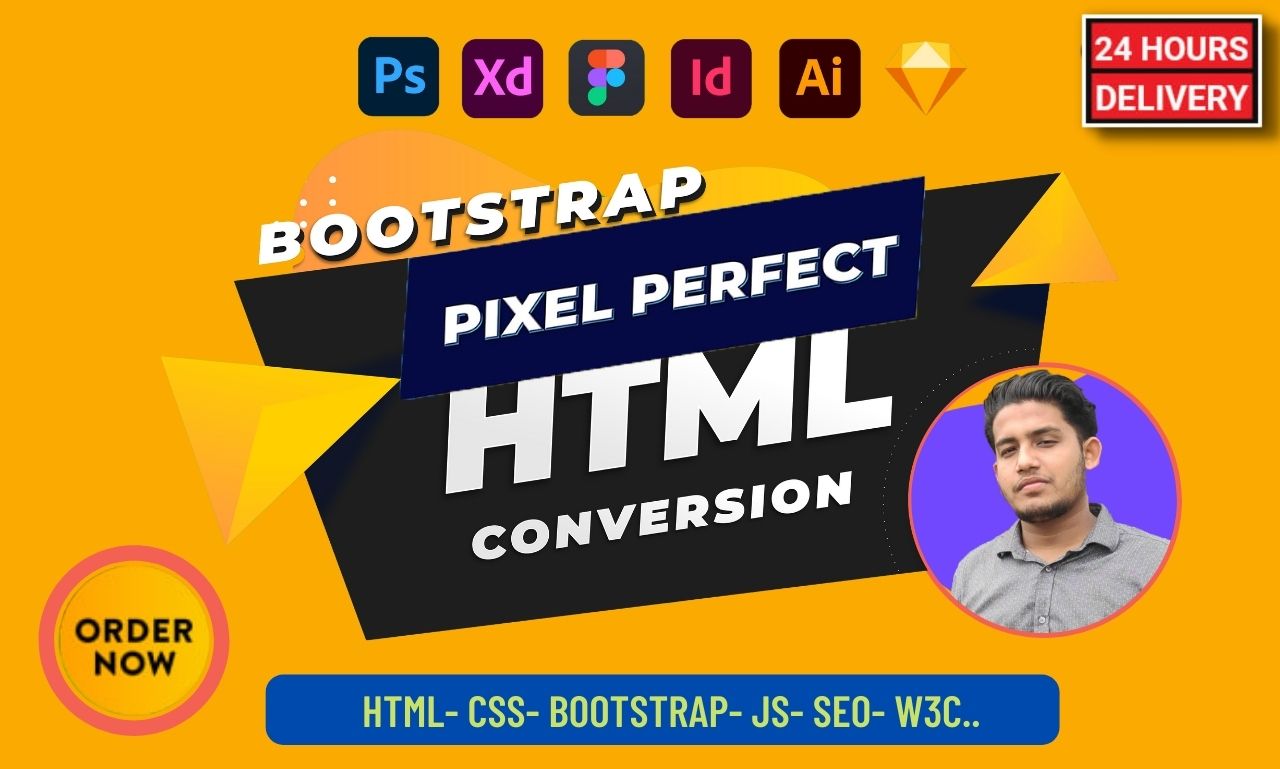 Ps Xd Id Ai
24 HOURS
DELIVERY
BOOTSTRAP
PIXEL PERFECT
HTML
CONVERSION
ORDER
NOW
HTML- CSS- BOOTSTRAP- JS- SEO- W3C..